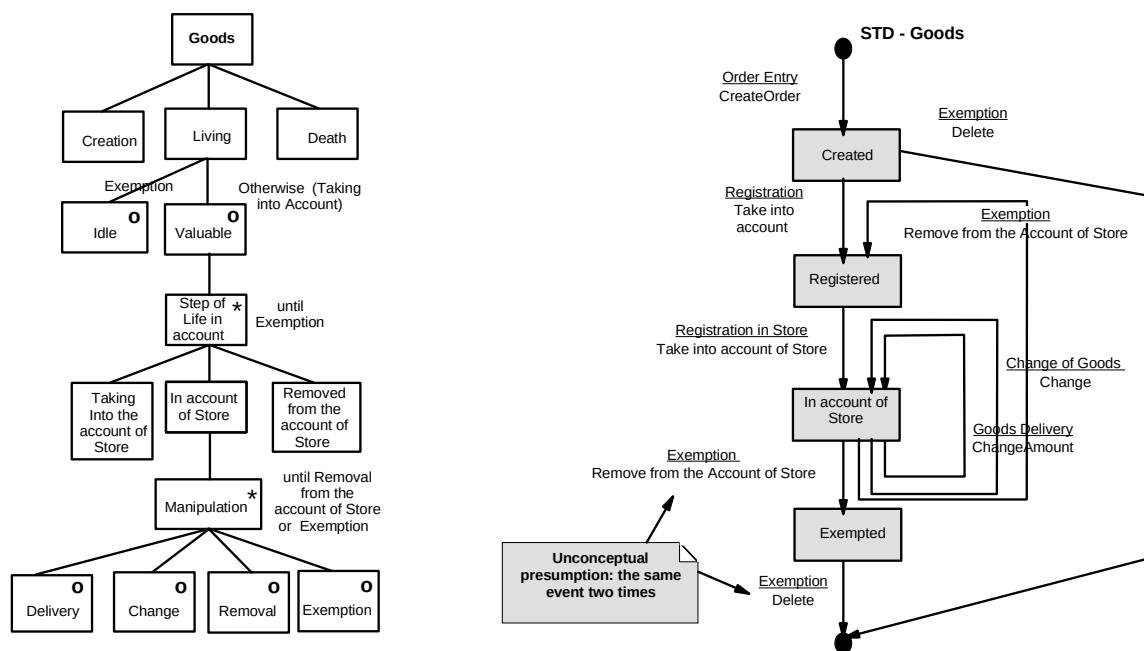 Goods
Creation
Living
Death
Exemption
Otherwise (Taking
into Account)
Idle
o
Valuable
o
Step of
Life in
account
*
until
Exemption
Taking
Into the
account of
Store
In account
of Store
Removed
from the
account of
Store
Manipulation
*
until Removal
from the
account of Store
or Exemption
Delivery
o
Change
o
Removal
o
Exemption
o
STD - Goods
Order Entry
CreateOrder
Exemption
Delete
Created
Registration
Take into
account
Exemption
Remove from the Account of Store
Registered
Registration in Store
Take into account of Store
Change of Goods
Change
In account of
Store
Goods Delivery
ChangeAmount
Exemption
Remove from the Account of Store
Exempted
Unconceptual
presumption: the same
event two times
Exemption
Delete